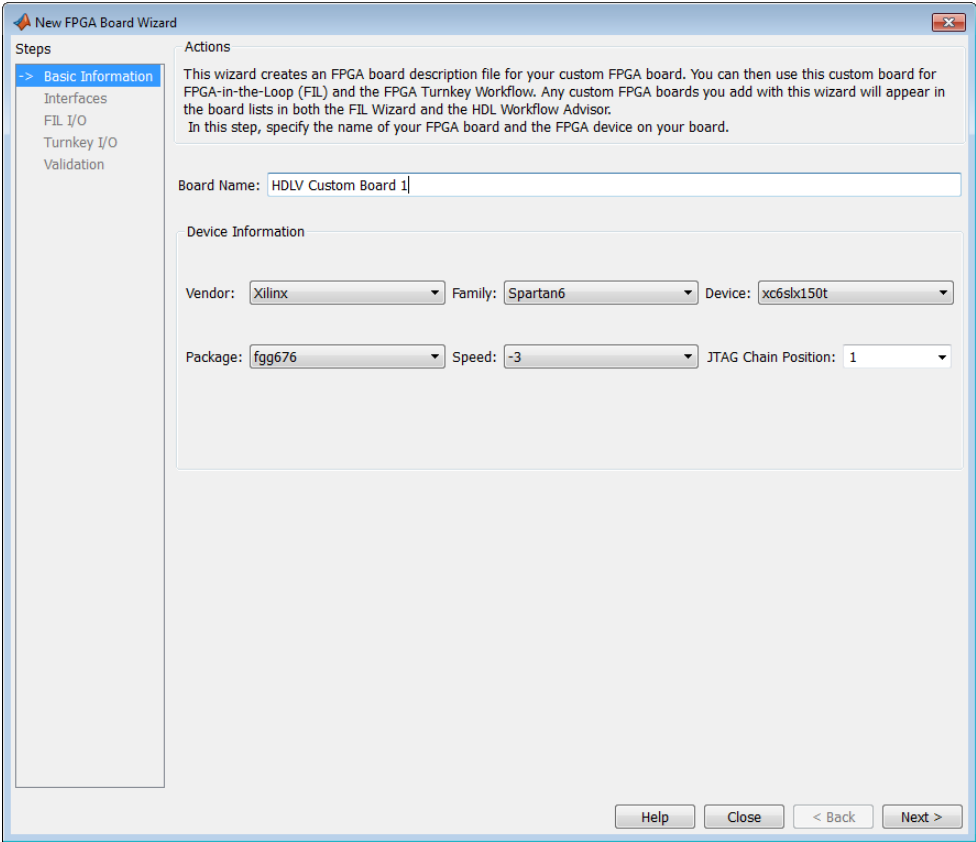 New FPGA Board Wizard
Steps
-> Basic Information
Interfaces
FIL I/O
Turnkey I/O
Validation
Actions
This wizard creates an FPGA board description file for your custom FPGA board. You can then use this custom board for
FPGA-in-the-Loop (FIL) and the FPGA Turnkey Workflow. Any custom FPGA boards you add with this wizard will appear in
the board lists in both the FIL Wizard and the HDL Workflow Advisor.
In this step, specify the name of your FPGA board and the FPGA device on your board.
Board Name: HDLV Custom Board 1
Device Information
Vendor: Xilinx Family: Spartan6 Device: xc6slx150t
Package: fgg676 Speed: -3 JTAG Chain Position: 1
Help Close < Back Next >